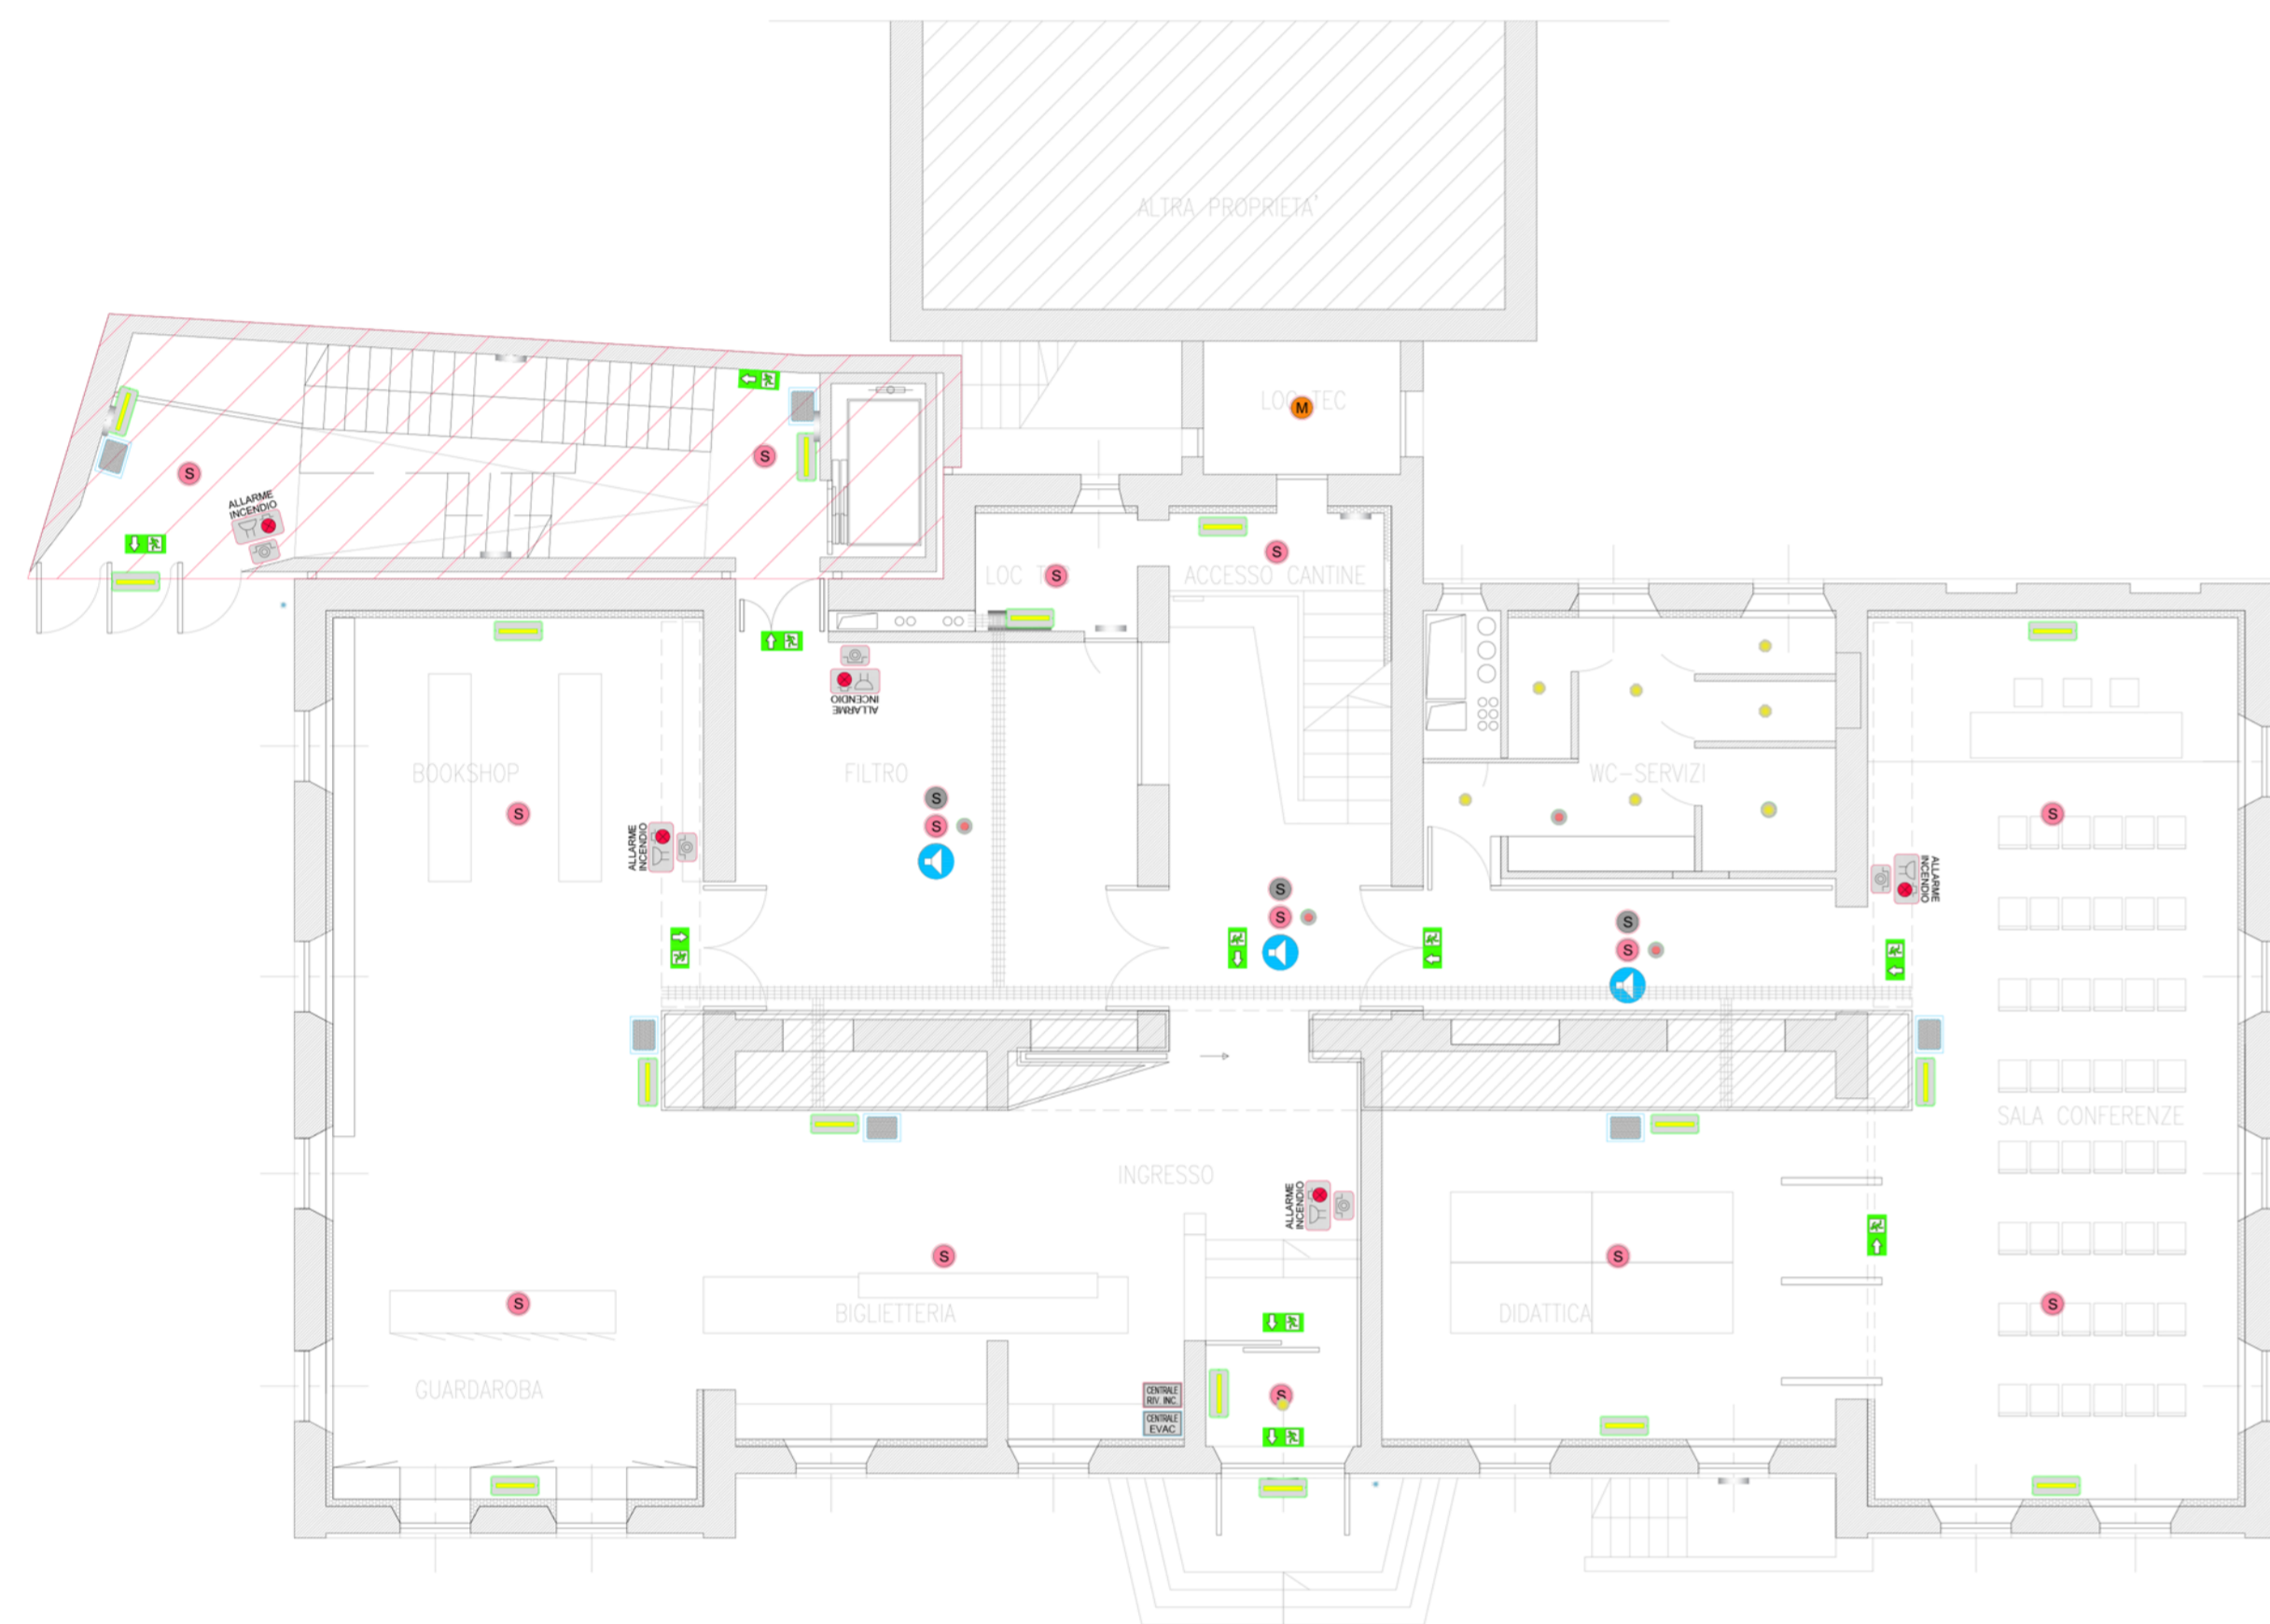 ALTRA PROPRIETA'
LOC TEC
M
S
S
ALLARME
INCENDIO
S
LOC TEC
S
ACCESSO CANTINE
ALLARME
INCENDIO
BOOKSHOP
FILTRO
WC-SERVIZI
S
S
S
S
ALLARME
INCENDIO
ALLARME
INCENDIO
S
S
S
S
SALA CONFERENZE
INGRESSO
ALLARME
INCENDIO
S
S
S
S
BIGLIETTERIA
DIDATTICA
GUARDAROBA
CENTRALE
RIV. INC.
CENTRALE
EVAC
S